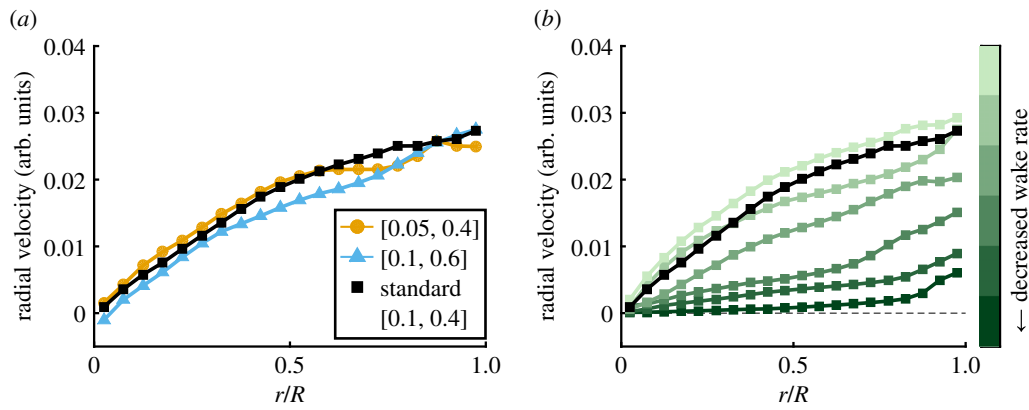 (a)
radial velocity (arb. units)
0.04
0.03
0.02
0.01
0
0
0.5
1.0
r/R
[0.05, 0.4]
[0.1, 0.6]
standard
[0.1, 0.4]
(b)
radial velocity (arb. units)
0.04
0.03
0.02
0.01
0
0
0.5
1.0
r/R
← decreased wake rate